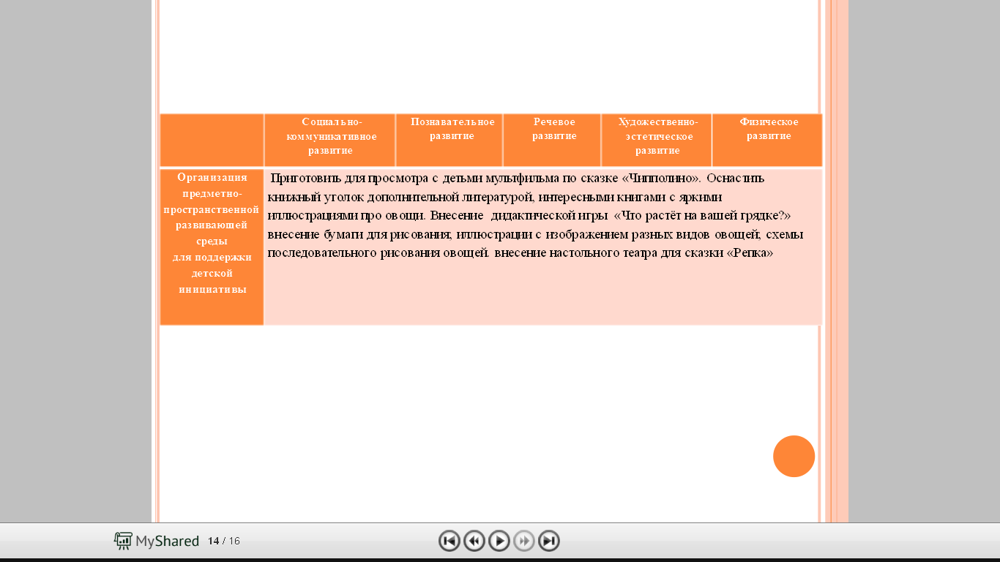 Социально-
коммуникативное
развитие
Познавательное
развитие
Речевое
развитие
Художественно-
эстетическое
развитие
Физическое
развитие
Организация
предметно-
пространственной
развивающей
среды
для поддержки
детской
инициативы
Приготовить для просмотра с детьми мультфильма по сказке «Чипполино». Оснастить
книжный уголок дополнительной литературой, интересными книгами с яркими
иллюстрациями про овощи. Внесение дидактической игры «Что растёт на вашей грядке?»
внесение бумаги для рисования; иллюстрации с изображением разных видов овощей; схемы
последовательного рисования овощей. внесение настольного театра для сказки «Репка»
MyShared 14 / 16